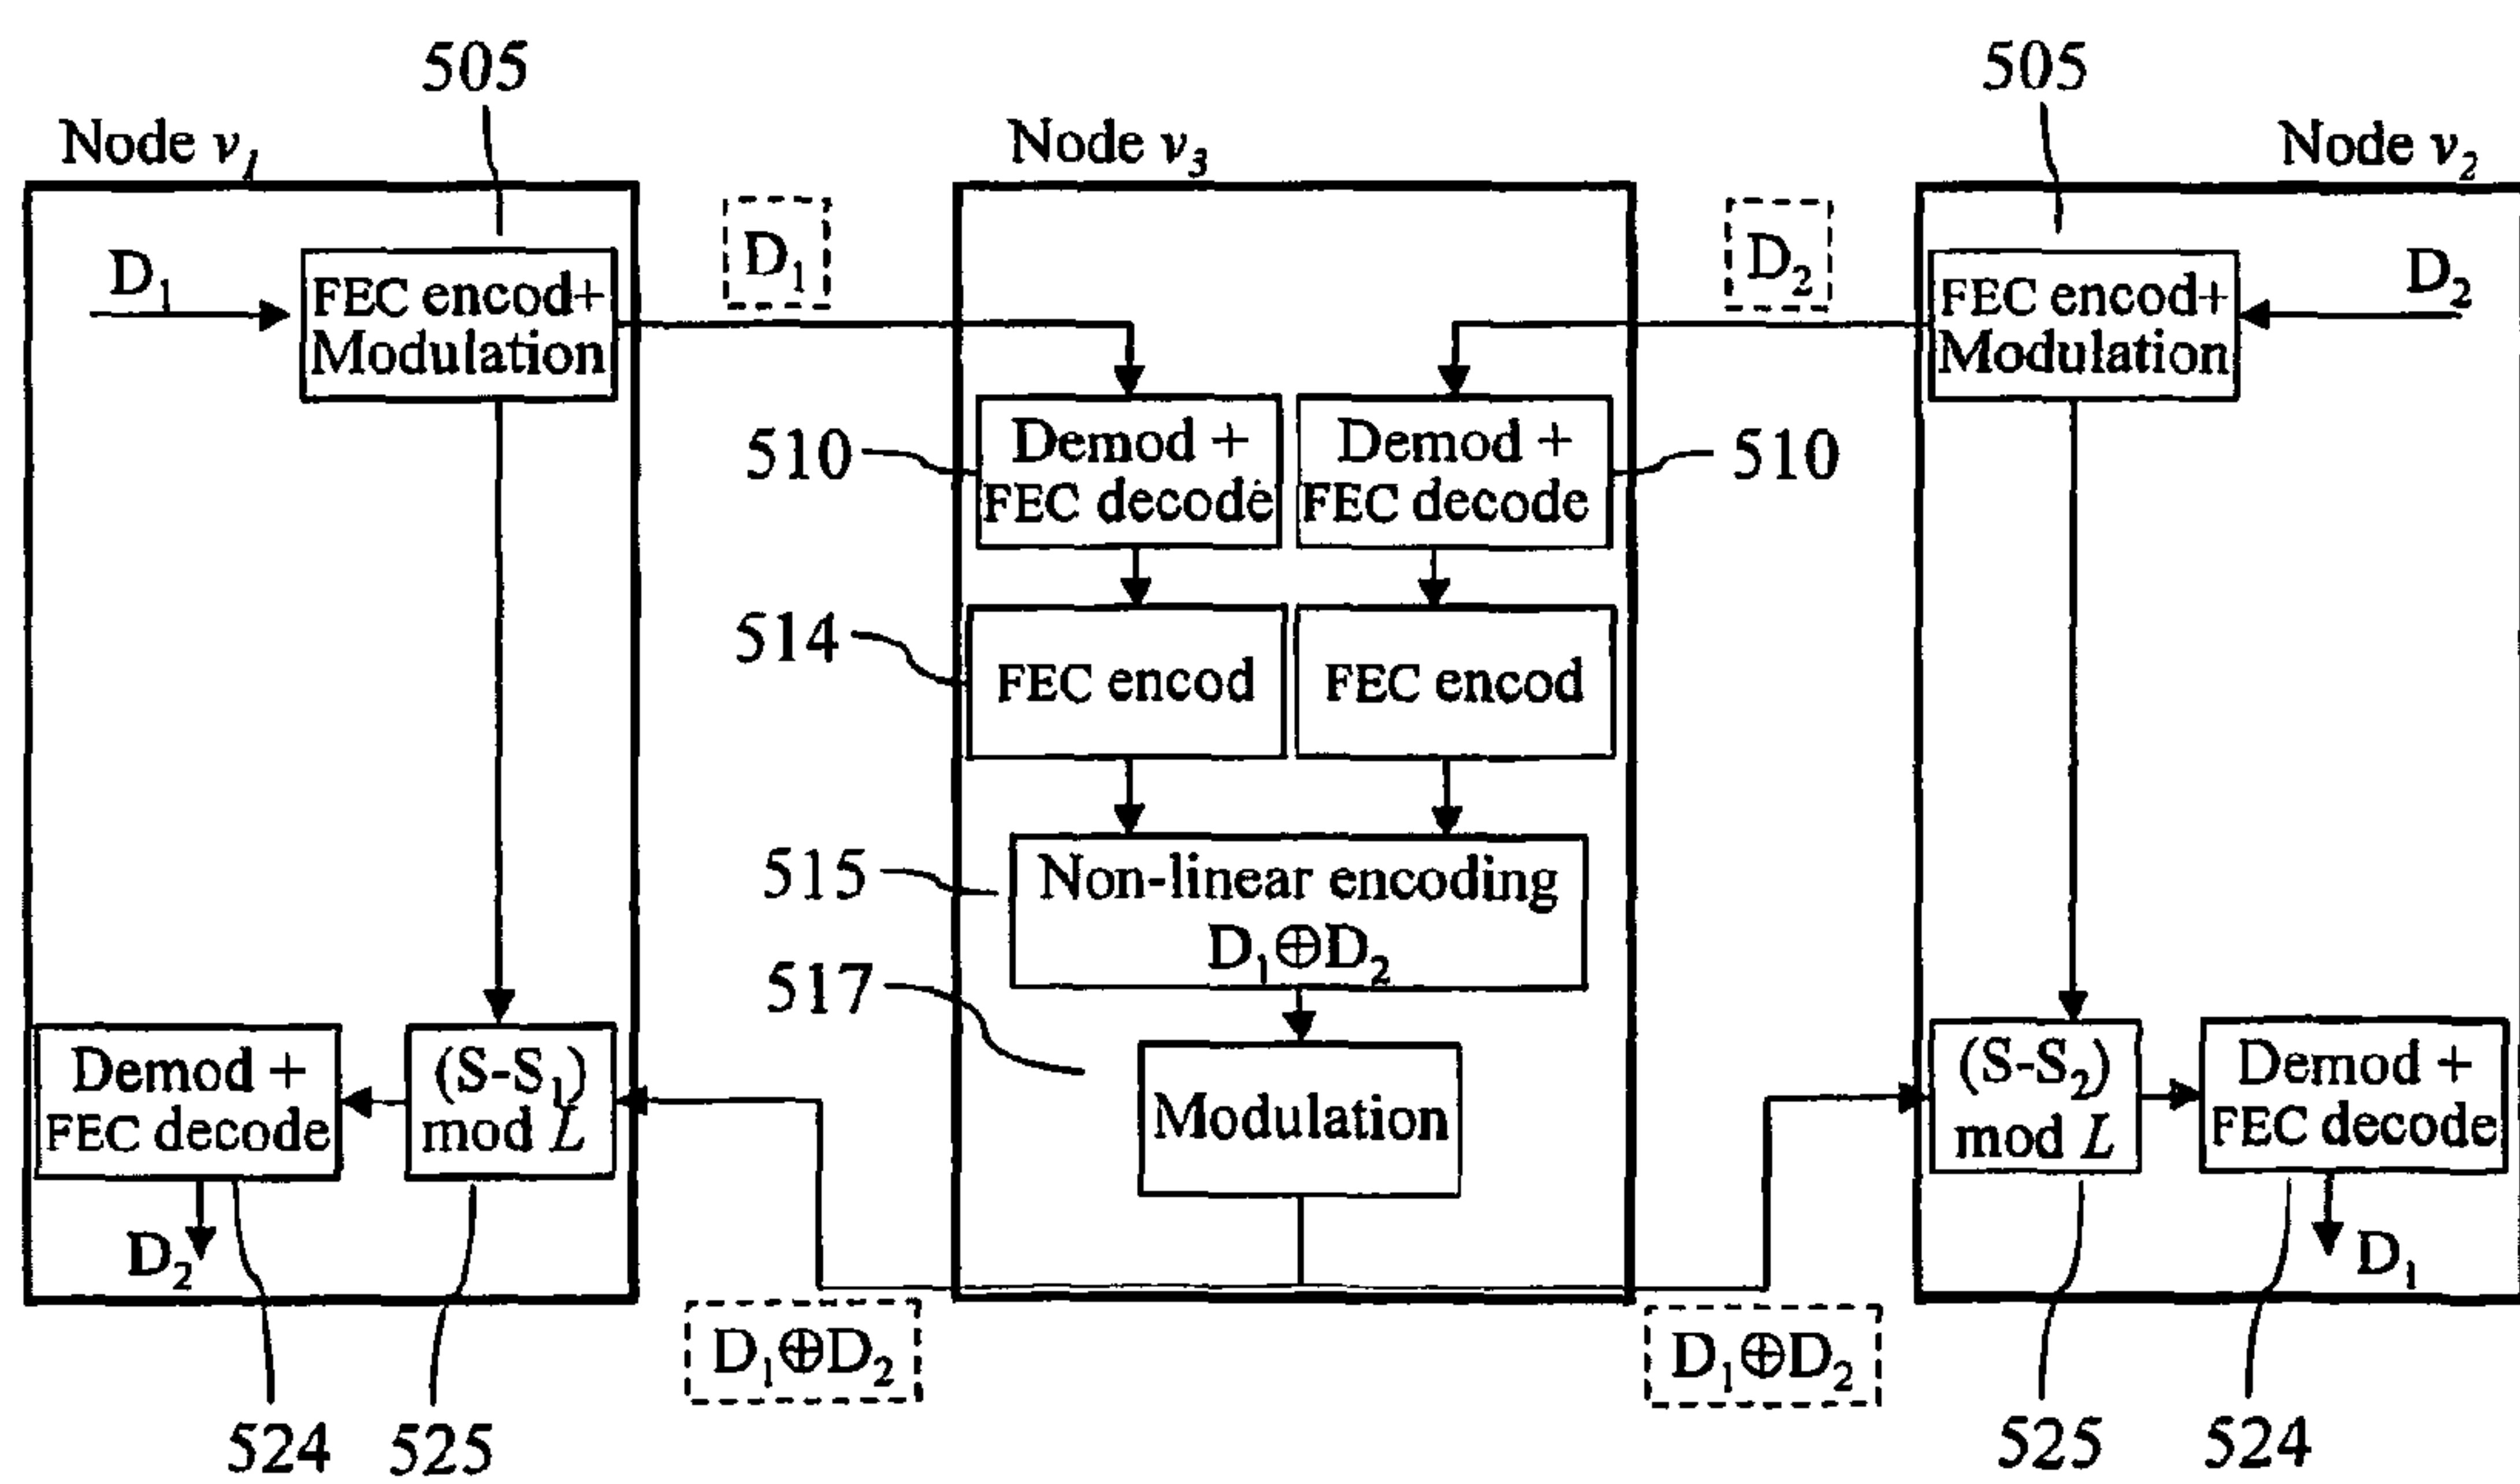 505
505
Node v1
Node v3
Node v2
D1
FEC encod+
Modulation
D1
D2
FEC encod+
Modulation
D2
510
Demod +
FEC decode
Demod +
FEC decode
510
514
FEC encod
FEC encod
515
Non-linear encoding
D1⊕D2
517
Modulation
Demod +
FEC decode
(S-S1)
mod L
(S-S2)
mod L
Demod +
FEC decode
D2
D1
D1⊕D2
D1⊕D2
524
525
525
524